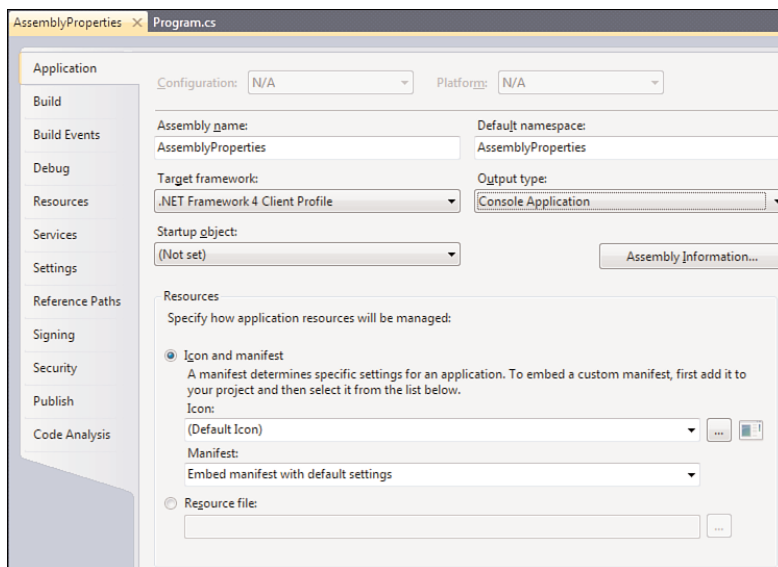 AssemblyProperties × Program.cs
Application
Build
Build Events
Debug
Resources
Services
Settings
Reference Paths
Signing
Security
Publish
Code Analysis
Configuration: N/A Platform: N/A
Assembly name: Default namespace:
AssemblyProperties AssemblyProperties
Target framework: Output type:
.NET Framework 4 Client Profile Console Application
Startup object:
(Not set) Assembly Information...
Resources
Specify how application resources will be managed:
Icon and manifest
A manifest determines specific settings for an application. To embed a custom manifest, first add it to
your project and then select it from the list below.
Icon:
(Default Icon) ...
Manifest:
Embed manifest with default settings
Resource file:
...